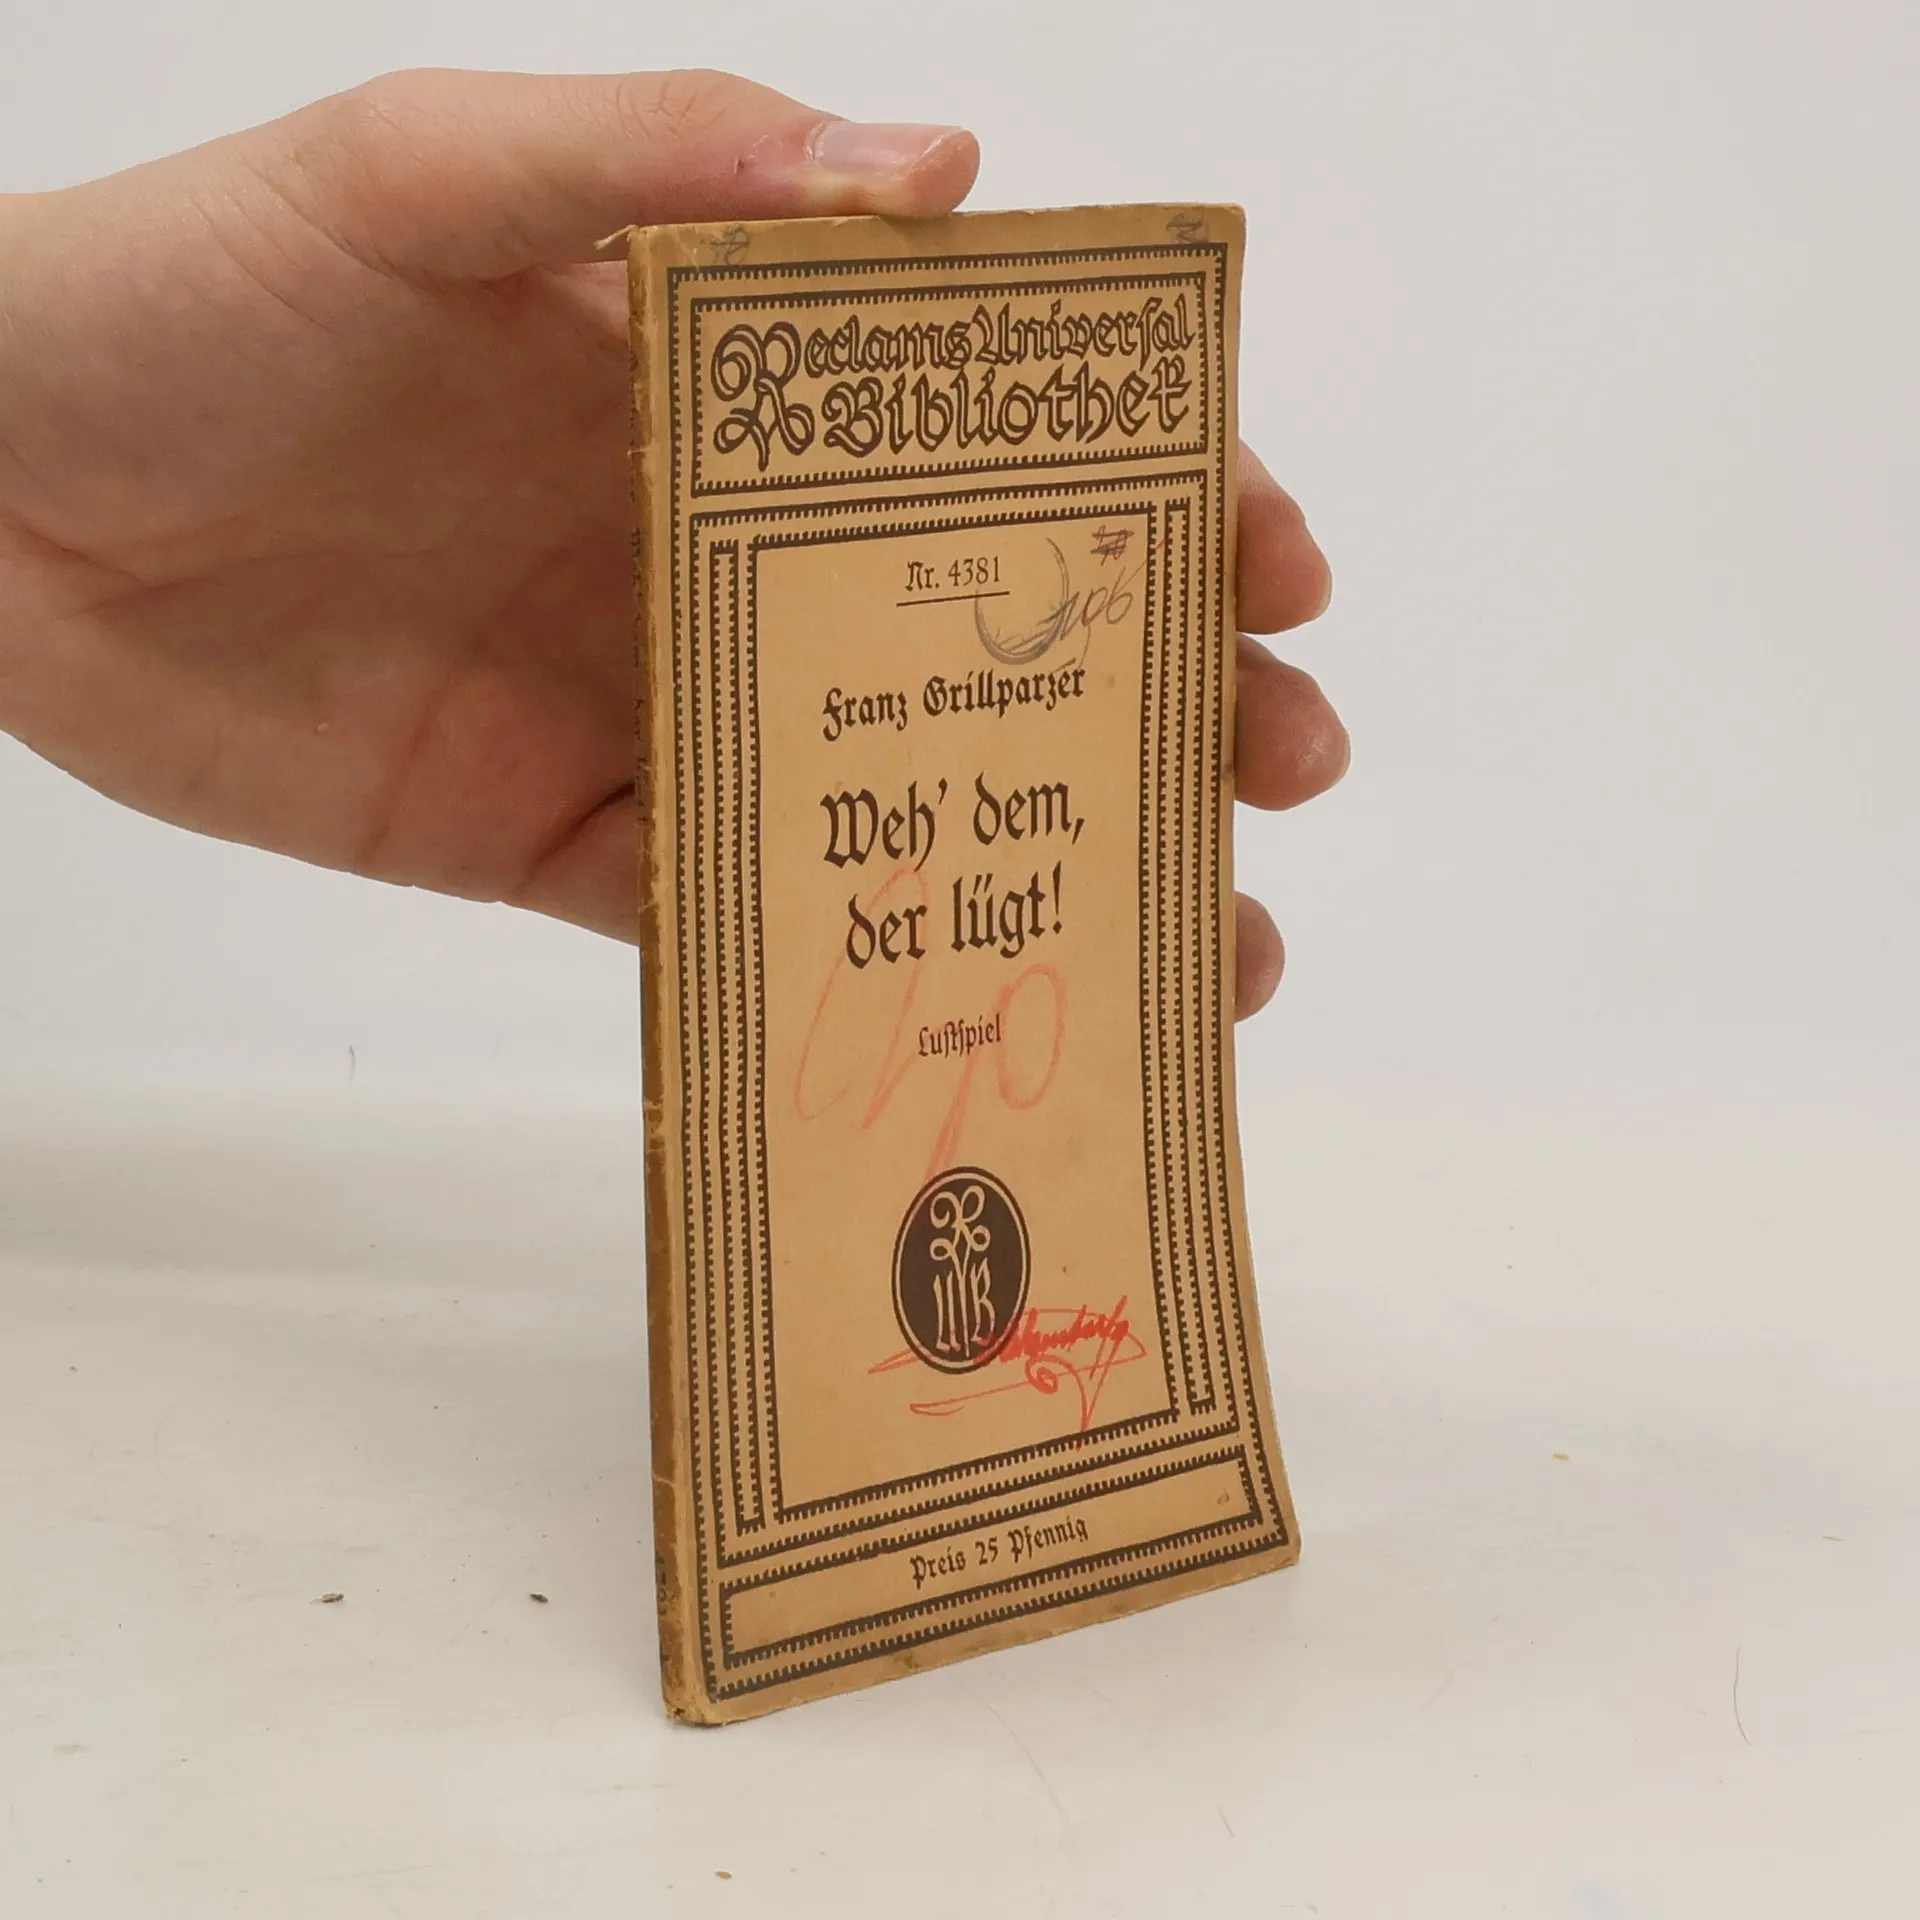 Reclams Universal
Bibliothek
Nr. 4381
Franz Grillparzer
Weh' dem,
der lügt!
Lustspiel
R
U B
Preis 25 Pfennig